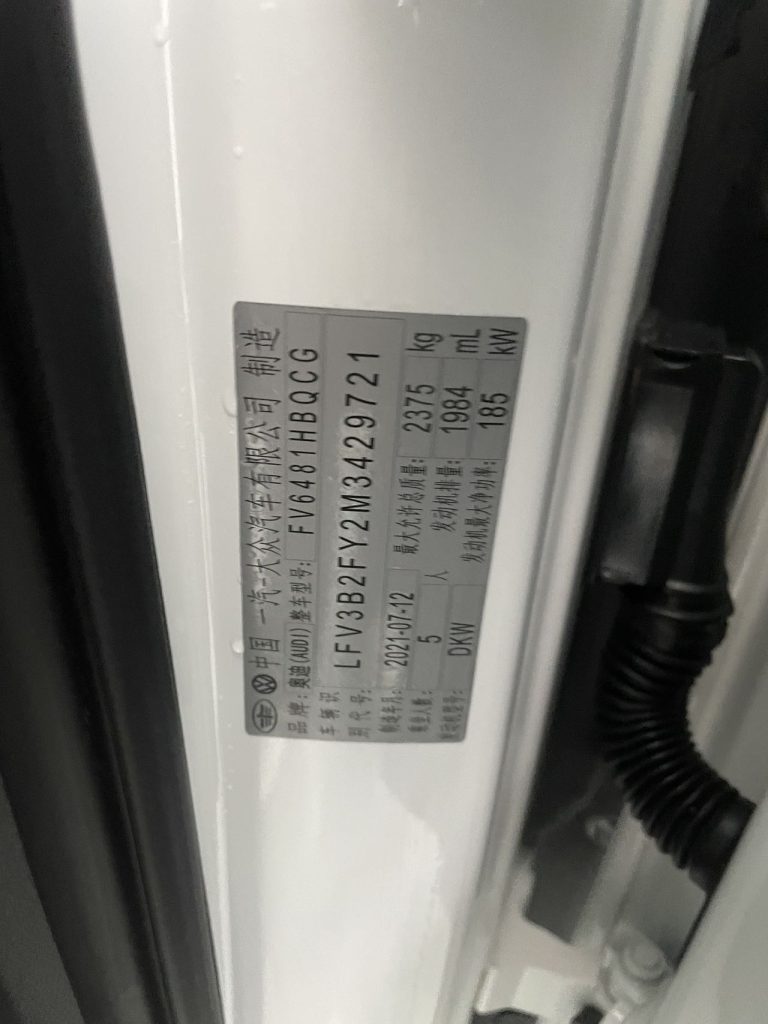 中国 一汽-大众汽车有限公司 制造
品牌:奥迪(AUDI) 整车型号: FV6481HBQCG
车辆识别代号: LFV3B2FY2M3429721
制造年月: 2021-07-12 最大允许总质量: 2375 kg
乘坐人数: 5 人 发动机排量: 1984 mL
发动机型号: DKW 发动机最大净功率: 185 kW